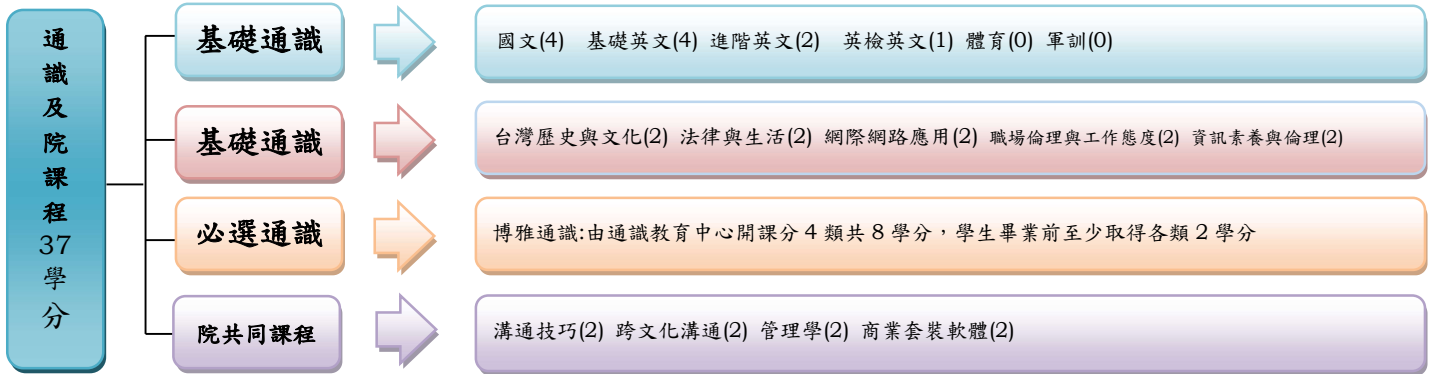 通
識
及
院
課
程
37
學
分
基礎通識
國文(4) 基礎英文(4) 進階英文(2) 英檢英文(1) 體育(0) 軍訓(0)
基礎通識
台灣歷史與文化(2) 法律與生活(2) 網際網路應用(2) 職場倫理與工作態度(2) 資訊素養與倫理(2)
必選通識
博雅通識:由通識教育中心開課分 4 類共 8 學分，學生畢業前至少取得各類 2 學分
院共同課程
溝通技巧(2) 跨文化溝通(2) 管理學(2) 商業套裝軟體(2)